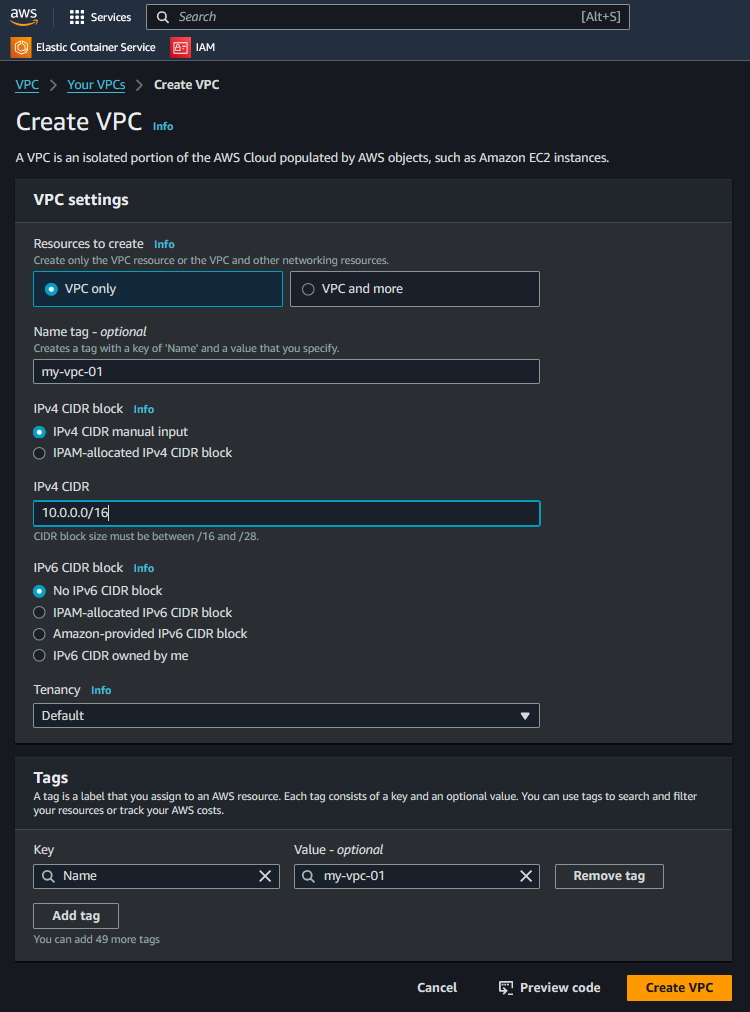 aws Services Search [Alt+S]
Elastic Container Service IAM
VPC > Your VPCs > Create VPC
Create VPC Info
A VPC is an isolated portion of the AWS Cloud populated by AWS objects, such as Amazon EC2 instances.
VPC settings
Resources to create Info
Create only the VPC resource or the VPC and other networking resources.
VPC only VPC and more
Name tag - optional
Creates a tag with a key of 'Name' and a value that you specify.
my-vpc-01
IPv4 CIDR block Info
IPv4 CIDR manual input
IPAM-allocated IPv4 CIDR block
IPv4 CIDR
10.0.0.0/16
CIDR block size must be between /16 and /28.
IPv6 CIDR block Info
No IPv6 CIDR block
IPAM-allocated IPv6 CIDR block
Amazon-provided IPv6 CIDR block
IPv6 CIDR owned by me
Tenancy Info
Default
Tags
A tag is a label that you assign to an AWS resource. Each tag consists of a key and an optional value. You can use tags to search and filter
your resources or track your AWS costs.
Key Value - optional
Name my-vpc-01 Remove tag
Add tag
You can add 49 more tags
Cancel Preview code Create VPC